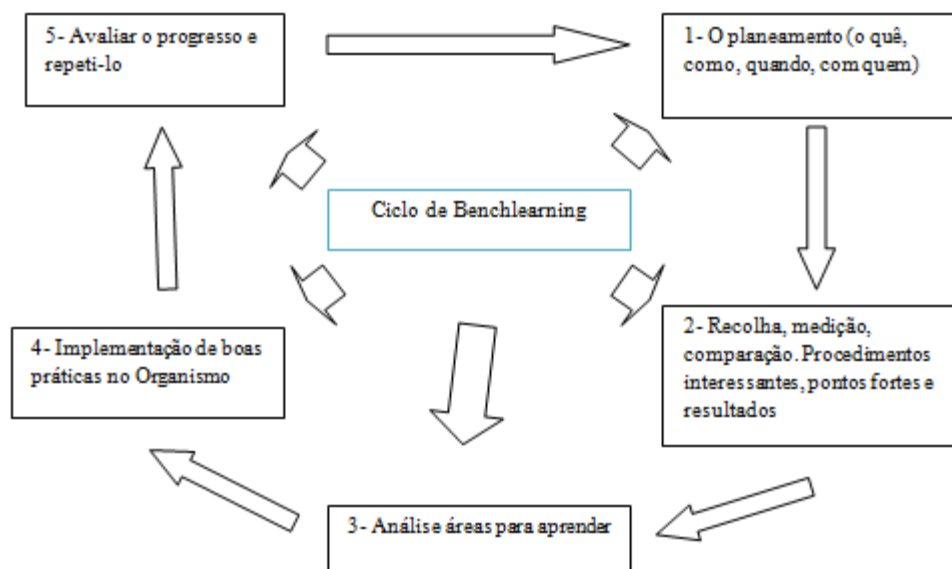 5- Avaliar o progresso e
repeti-lo
1- O planeamento (o quê,
como, quando, com quem)
Ciclo de Benchlearning
4- Implementação de boas
práticas no Organismo
2- Recolha, medição,
comparação. Procedimentos
interessantes, pontos fortes e
resultados
3- Análise áreas para aprender